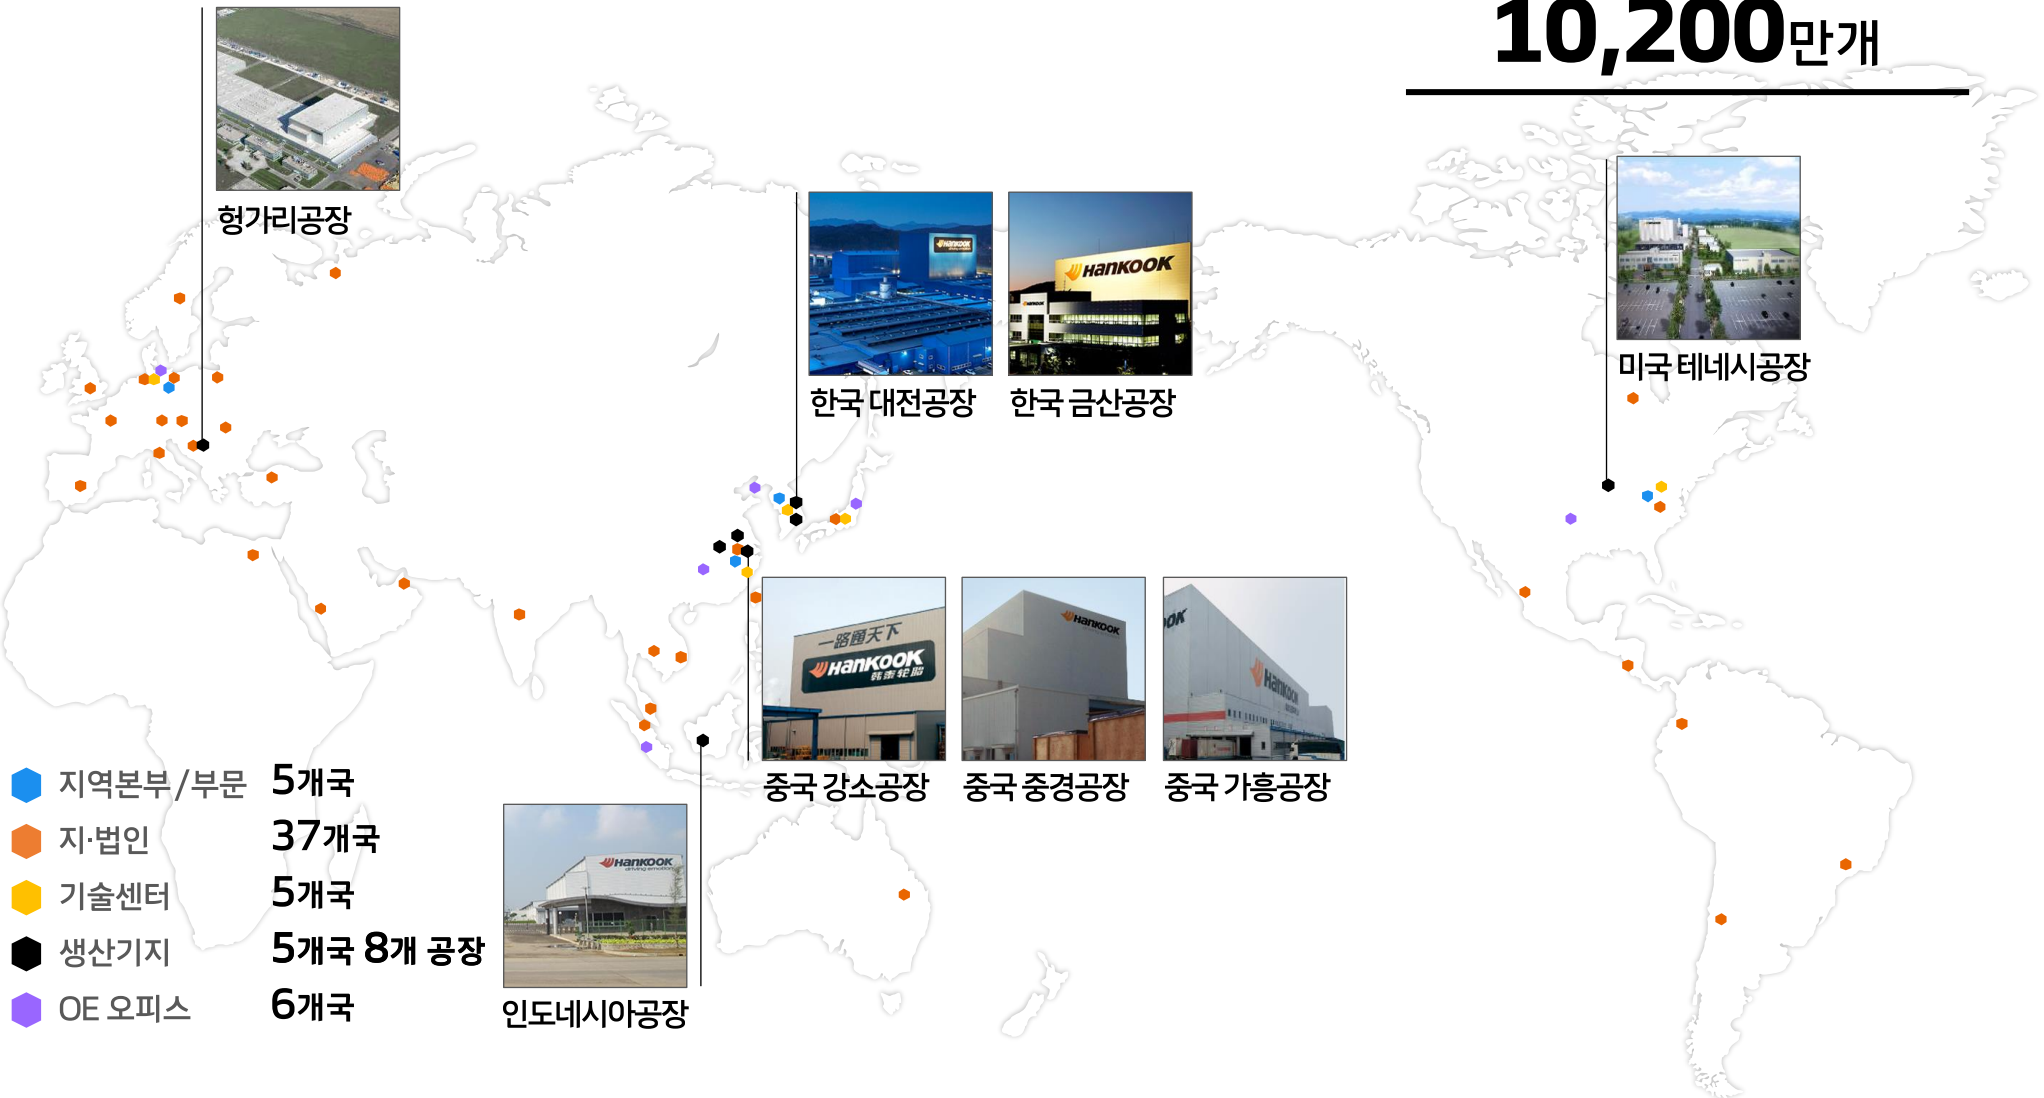 10,200만개
헝가리공장
HANKOOK
HANKOOK
HANKOOK
한국 대전공장
한국 금산공장
미국 테네시공장
一路通天下
HANKOOK
韩泰轮胎
HANKOOK
OOK
HANKOOK
중국 강소공장
중국 중경공장
중국 가흥공장
HANKOOK
driving emotion
인도네시아공장
지역본부/부문 5개국
지·법인 37개국
기술센터 5개국
생산기지 5개국 8개 공장
OE 오피스 6개국